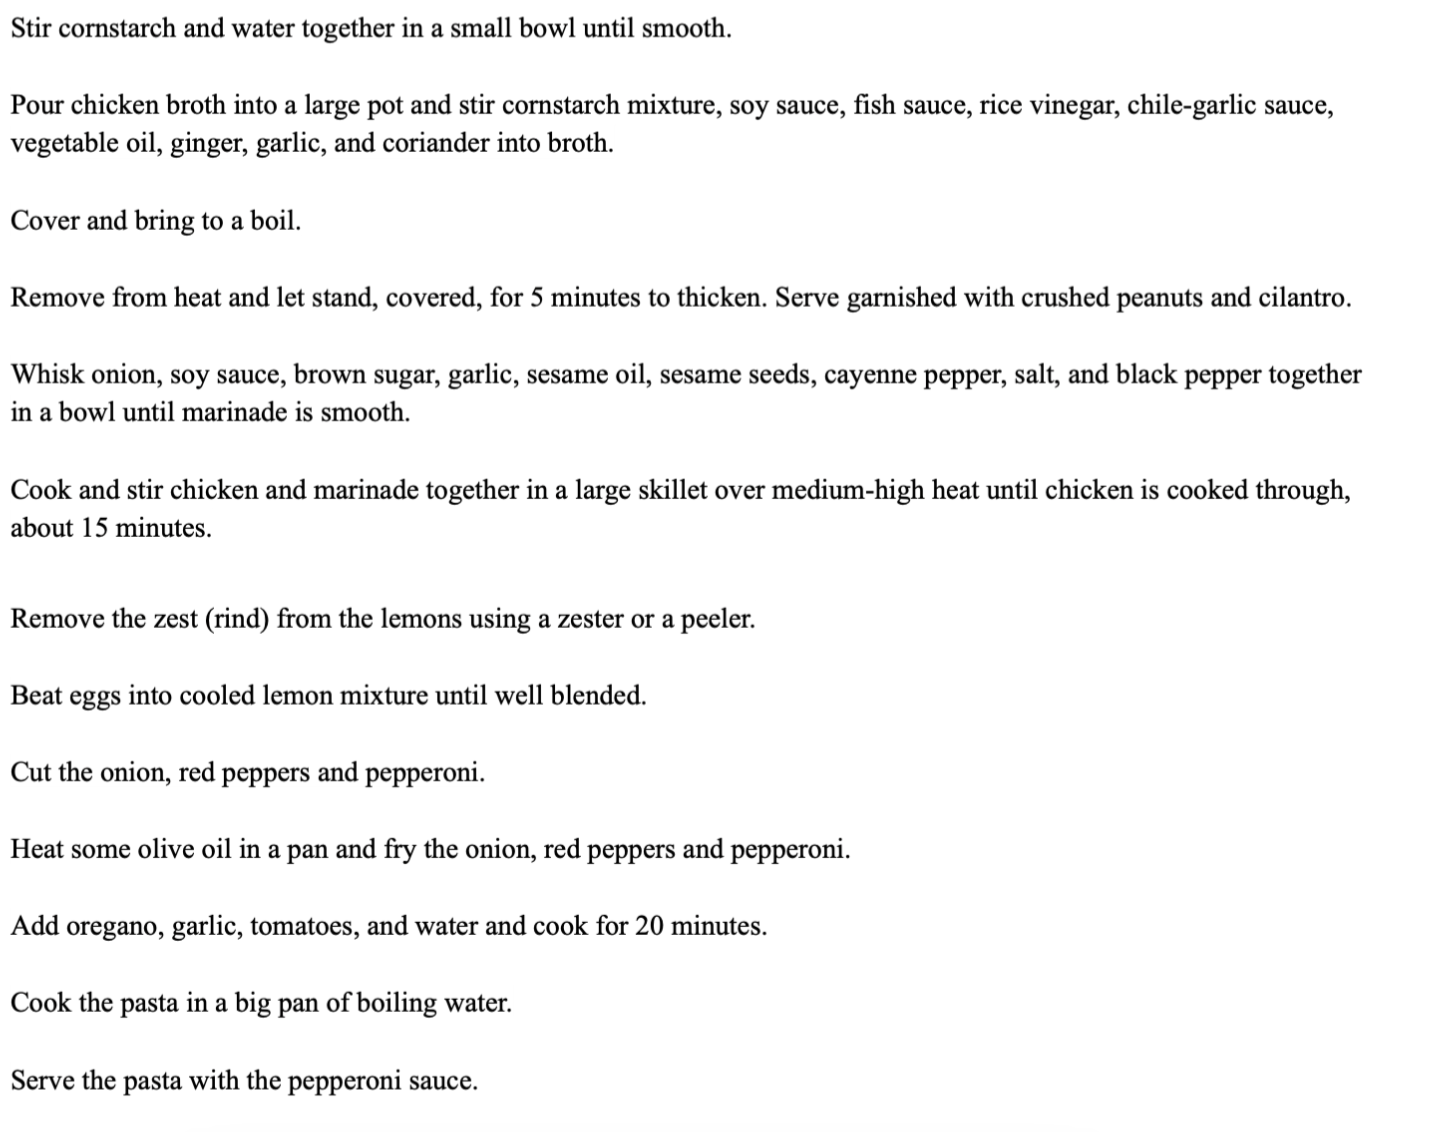 Stir cornstarch and water together in a small bowl until smooth.
Pour chicken broth into a large pot and stir cornstarch mixture, soy sauce, fish sauce, rice vinegar, chile-garlic sauce,
vegetable oil, ginger, garlic, and coriander into broth.
Cover and bring to a boil.
Remove from heat and let stand, covered, for 5 minutes to thicken. Serve garnished with crushed peanuts and cilantro.
Whisk onion, soy sauce, brown sugar, garlic, sesame oil, sesame seeds, cayenne pepper, salt, and black pepper together
in a bowl until marinade is smooth.
Cook and stir chicken and marinade together in a large skillet over medium-high heat until chicken is cooked through,
about 15 minutes.
Remove the zest (rind) from the lemons using a zester or a peeler.
Beat eggs into cooled lemon mixture until well blended.
Cut the onion, red peppers and pepperoni.
Heat some olive oil in a pan and fry the onion, red peppers and pepperoni.
Add oregano, garlic, tomatoes, and water and cook for 20 minutes.
Cook the pasta in a big pan of boiling water.
Serve the pasta with the pepperoni sauce.